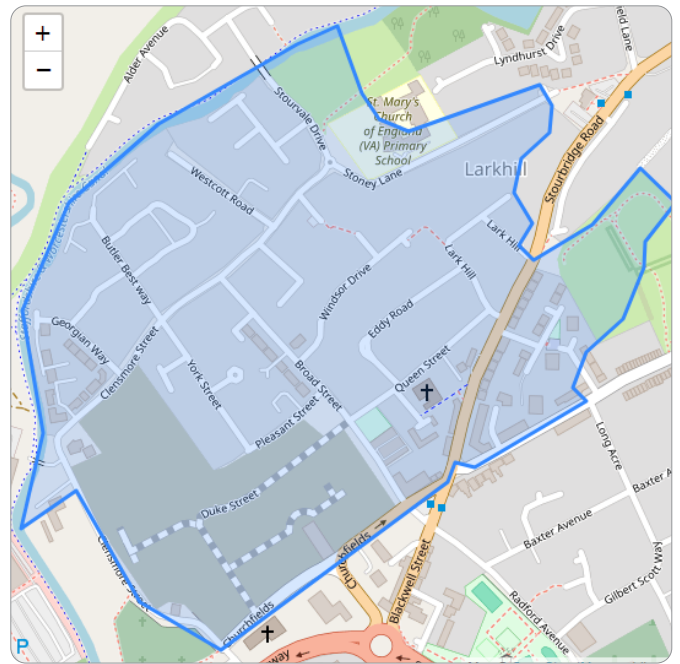 +
−
Alder Avenue
Lyndhurst Drive
Stourvale Drive
St. Mary's
Church
of England
(VA) Primary
School
Larkhill
Stourbridge Road
Westcott Road
Stoney Lane
Lark Hill
Lark Hill
Butler Best way
Windsor Drive
Eddy Road
Georgian Way
Clensmore Street
York Street
Broad Street
Queen Street
Pleasant Street
Long Acre
Duke Street
Baxter A
Baxter Avenue
Clensmore Street
Churchfields
Churchfields
Blackwell Street
Gilbert Scott Way
Radford Avenue
P
way